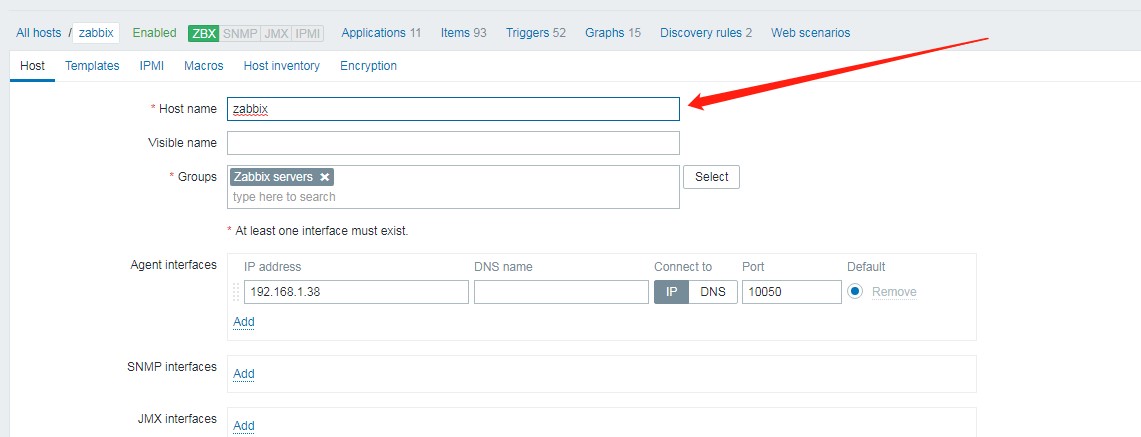 All hosts / zabbix Enabled ZBX SNMP JMX IPMI Applications 11 Items 93 Triggers 52 Graphs 15 Discovery rules 2 Web scenarios
Host Templates IPMI Macros Host inventory Encryption
* Host name zabbix
Visible name
* Groups Zabbix servers × Select
type here to search
* At least one interface must exist.
Agent interfaces IP address DNS name Connect to Port Default
192.168.1.38 IP DNS 10050 Remove
Add
SNMP interfaces Add
JMX interfaces Add